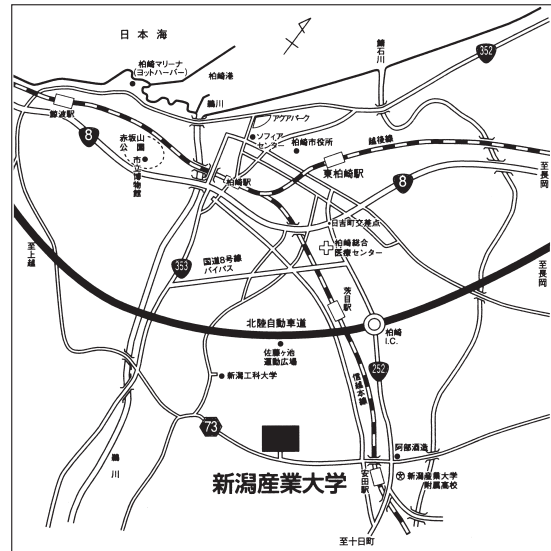 日本海
柏崎マリーナ
(ヨットハーバー)
柏崎港
鵜川
鯖石川
352
鯨波駅
8
アクアパーク
ソフィア
センター
柏崎市役所
越後線
赤坂山
公園
市立博物館
柏崎駅
東柏崎駅
8
至長岡
日吉町交差点
柏崎総合
医療センター
至上越
353
国道8号線
バイパス
茨目駅
至長岡
北陸自動車道
柏崎
I.C.
佐藤ヶ池
運動広場
新潟工科大学
252
信越本線
73
鵜川
新潟産業大学
安田駅
阿部酒造
新潟産業大学
附属高校
至十日町